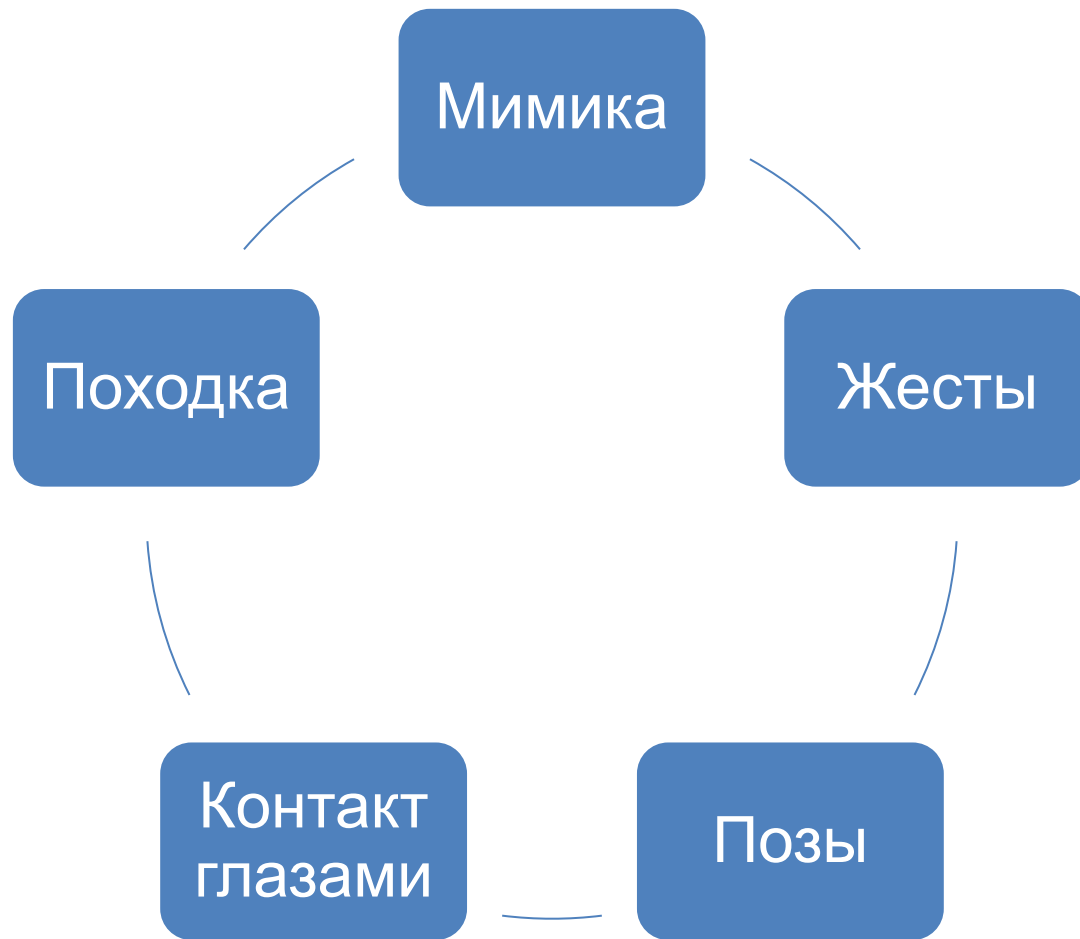 Мимика
Походка
Жесты
Контакт
глазами
Позы